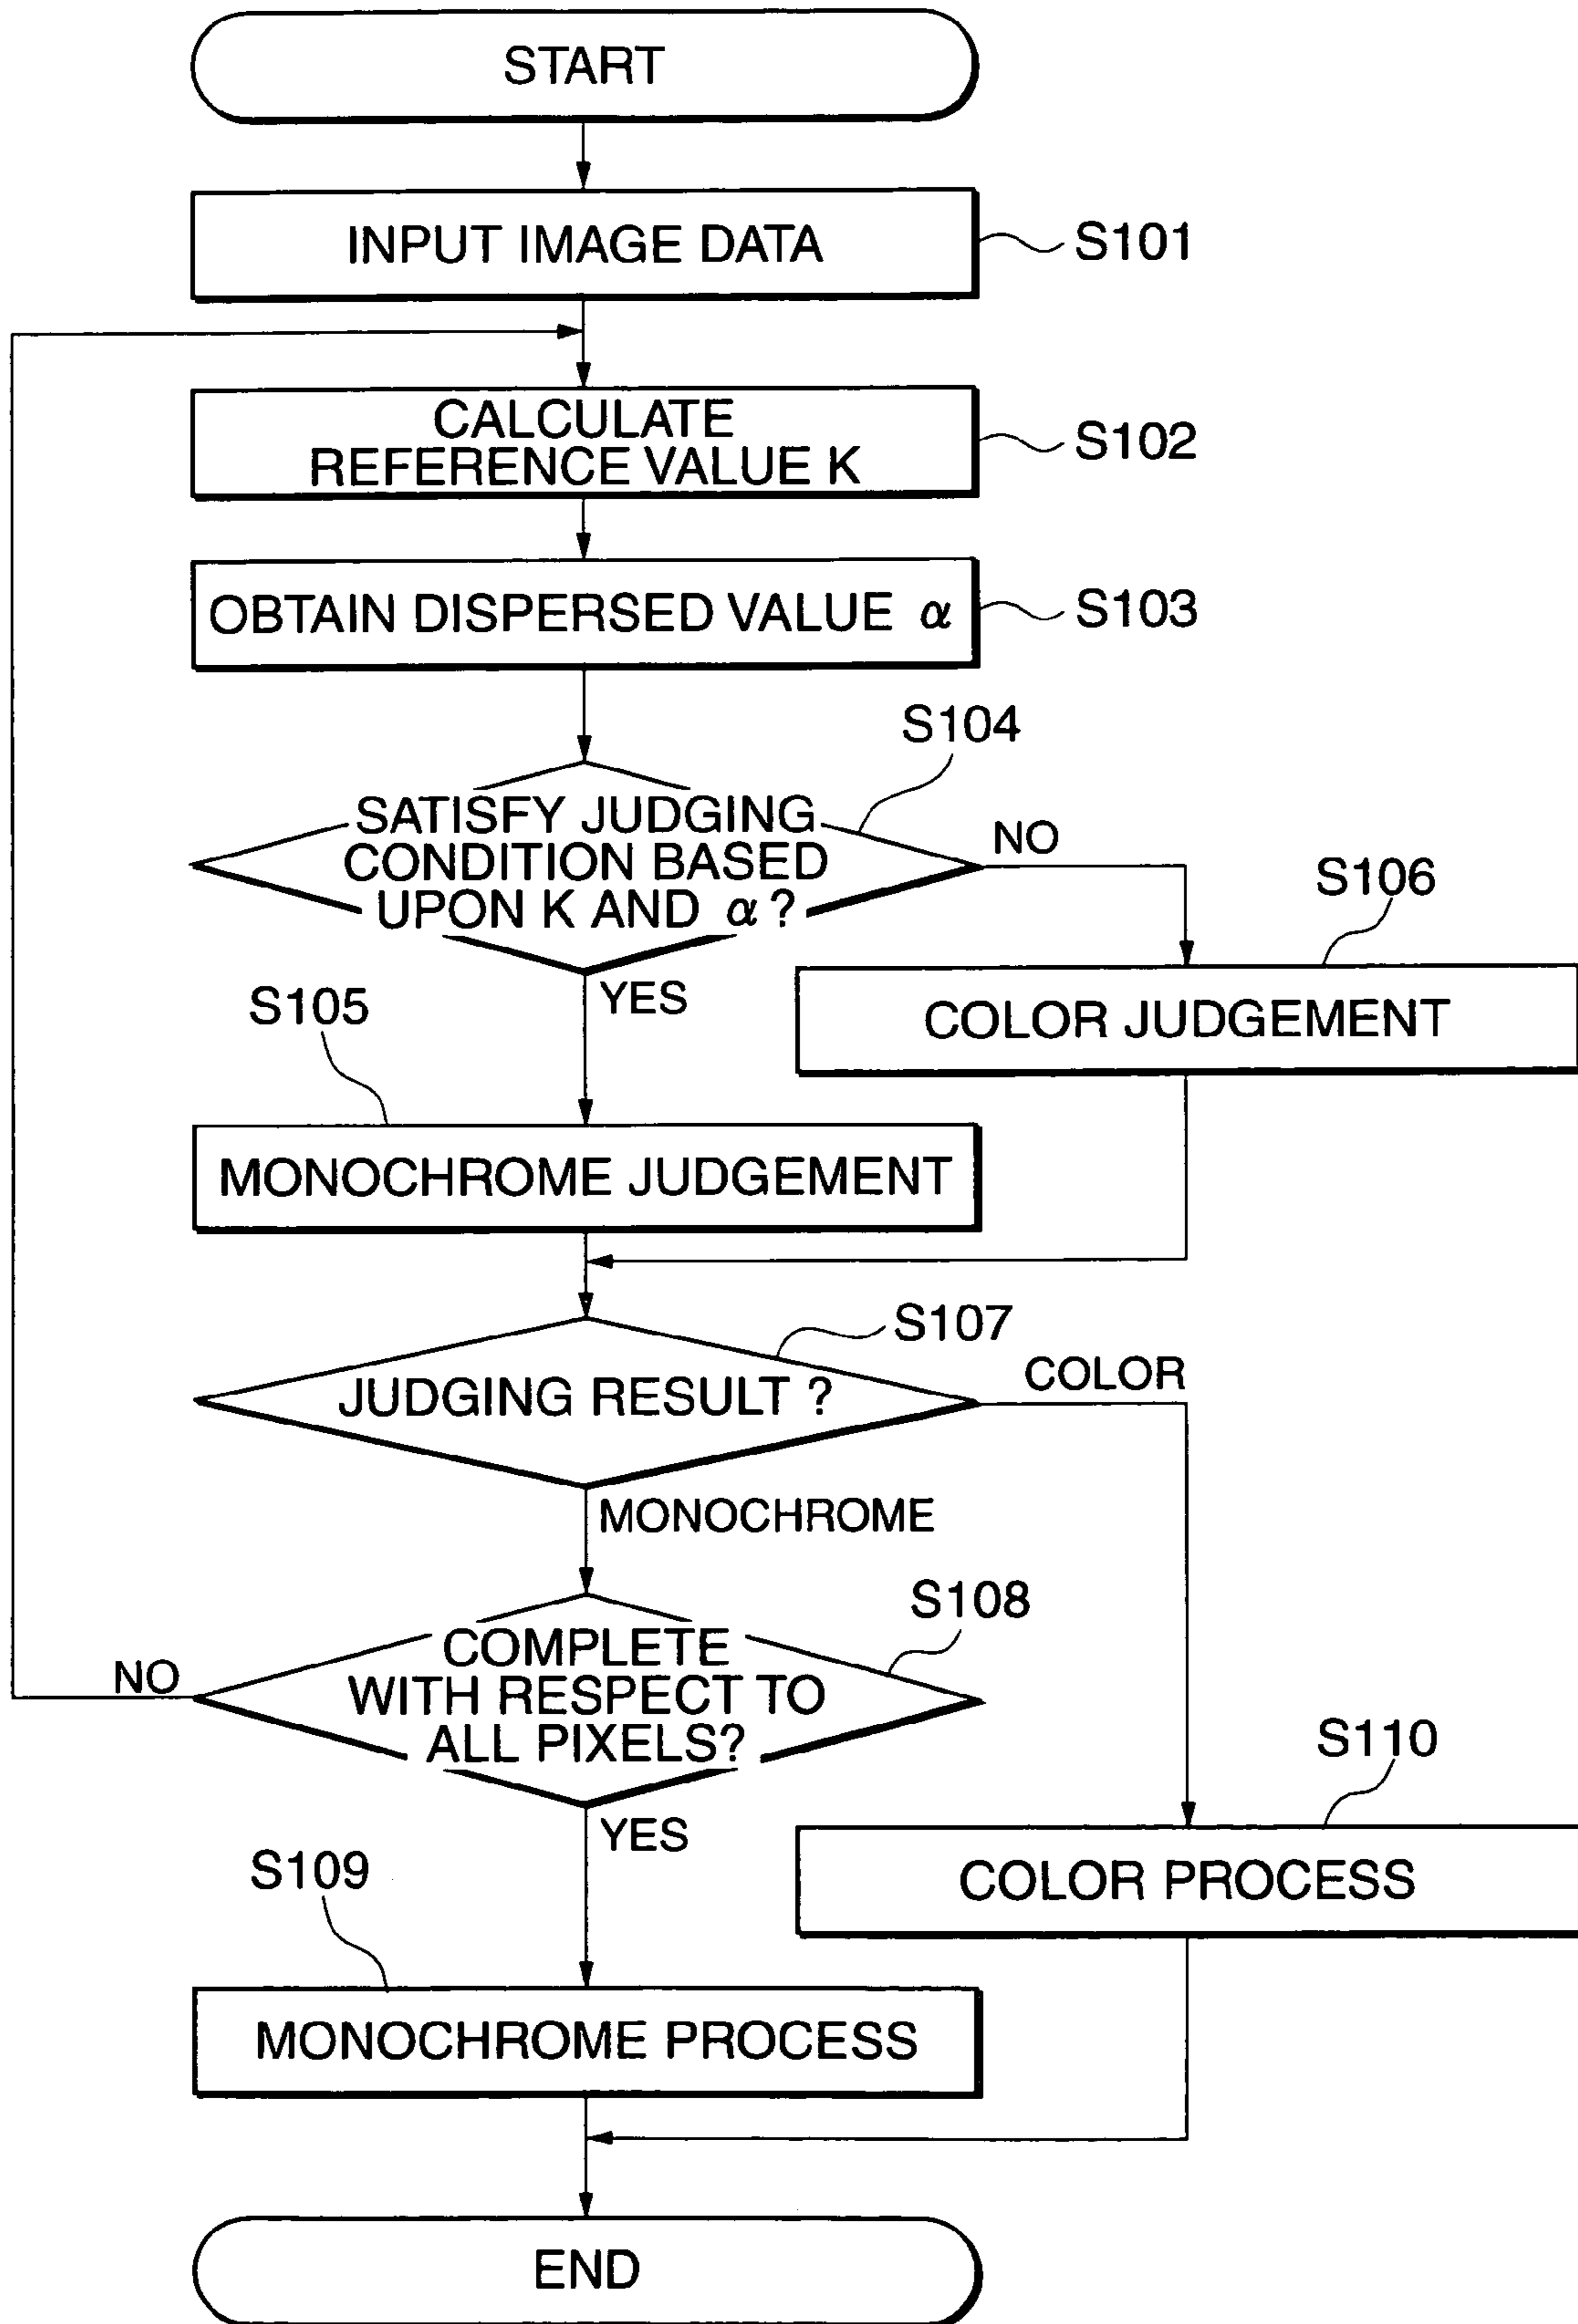 START
INPUT IMAGE DATA
S101
CALCULATE
REFERENCE VALUE K
S102
OBTAIN DISPERSED VALUE α
S103
S104
SATISFY JUDGING
CONDITION BASED
UPON K AND α ?
NO
YES
S106
COLOR JUDGEMENT
S105
MONOCHROME JUDGEMENT
S107
JUDGING RESULT ?
COLOR
MONOCHROME
S108
COMPLETE
WITH RESPECT TO
ALL PIXELS?
NO
YES
S110
COLOR PROCESS
S109
MONOCHROME PROCESS
END